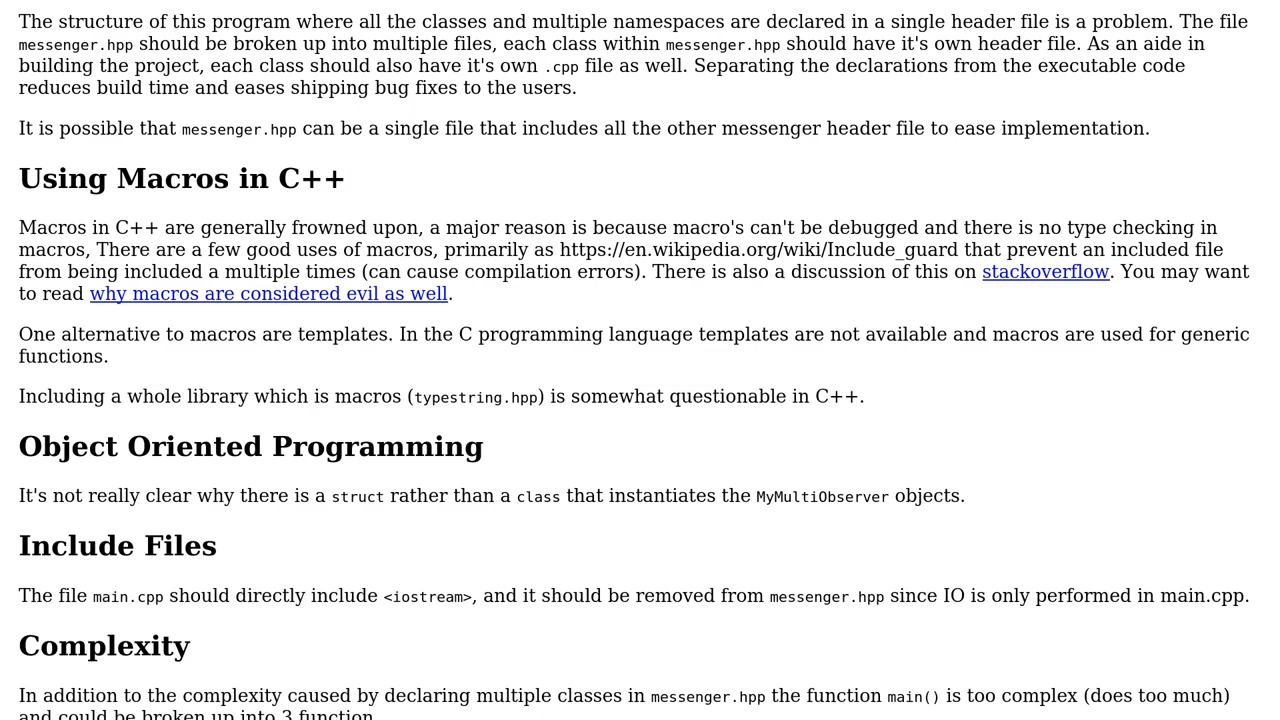 The structure of this program where all the classes and multiple namespaces are declared in a single header file is a problem. The file
messenger.hpp should be broken up into multiple files, each class within messenger.hpp should have it's own header file. As an aide in
building the project, each class should also have it's own .cpp file as well. Separating the declarations from the executable code
reduces build time and eases shipping bug fixes to the users.
It is possible that messenger.hpp can be a single file that includes all the other messenger header file to ease implementation.
Using Macros in C++
Macros in C++ are generally frowned upon, a major reason is because macro's can't be debugged and there is no type checking in
macros, There are a few good uses of macros, primarily as https://en.wikipedia.org/wiki/Include_guard that prevent an included file
from being included a multiple times (can cause compilation errors). There is also a discussion of this on stackoverflow. You may want
to read why macros are considered evil as well.
One alternative to macros are templates. In the C programming language templates are not available and macros are used for generic
functions.
Including a whole library which is macros (typestring.hpp) is somewhat questionable in C++.
Object Oriented Programming
It's not really clear why there is a struct rather than a class that instantiates the MyMultiObserver objects.
Include Files
The file main.cpp should directly include <iostream>, and it should be removed from messenger.hpp since IO is only performed in main.cpp.
Complexity
In addition to the complexity caused by declaring multiple classes in messenger.hpp the function main() is too complex (does too much)
and could be broken up into 3 function.